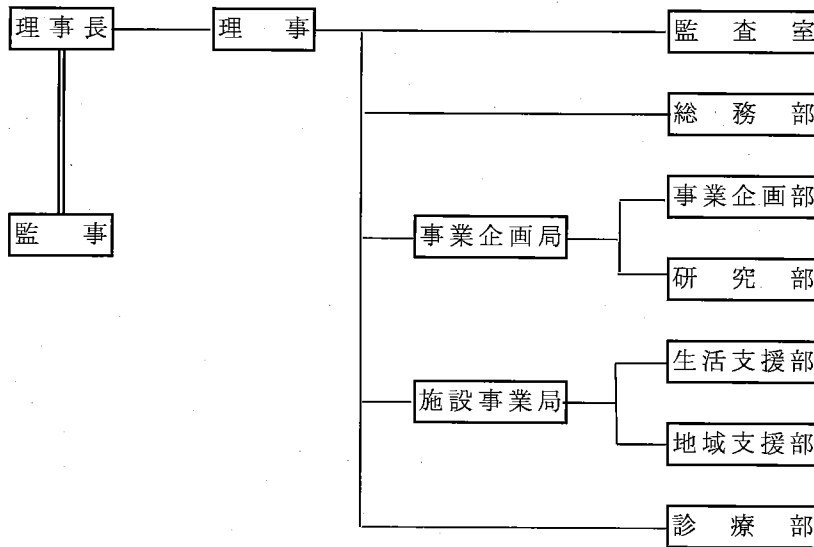 理事長
理事
監査室
総務部
事業企画部
監事
事業企画局
研究部
生活支援部
施設事業局
地域支援部
診療部